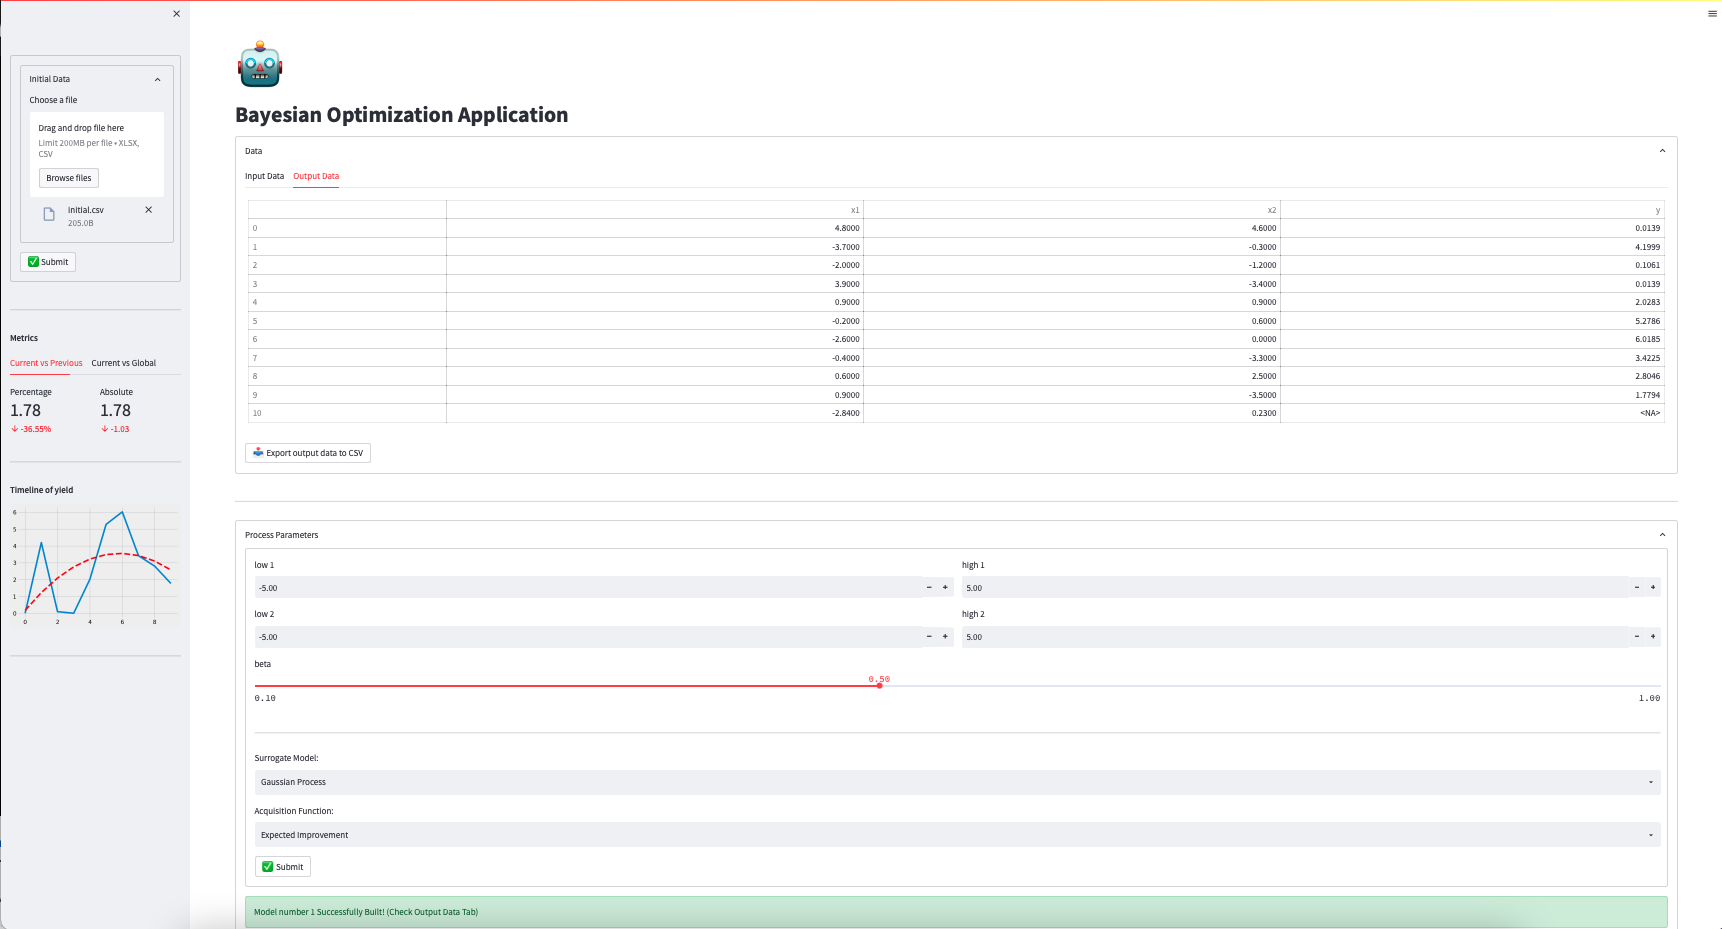 Initial Data
Choose a file
Drag and drop file here
Limit 200MB per file • XLSX,
CSV
Browse files
initial.csv
205.0B
Submit
Metrics
Current vs Previous Current vs Global
Percentage Absolute
1.78 1.78
-36.55% -1.03
Timeline of yield
6
5
4
3
2
1
0
0 2 4 6 8
Bayesian Optimization Application
Data
Input Data Output Data
x1 x2 y
0 4.8000 4.6000 0.0139
1 -3.7000 -0.3000 4.1999
2 -2.0000 -1.2000 0.1061
3 3.9000 -3.4000 0.0139
4 0.9000 0.9000 2.0283
5 -0.2000 0.6000 5.2786
6 -2.6000 0.0000 6.0185
7 -0.4000 -3.3000 3.4225
8 0.6000 2.5000 2.8046
9 0.9000 -3.5000 1.7794
10 -2.8400 0.2300 <NA>
Export output data to CSV
Process Parameters
low 1 high 1
-5.00 5.00
low 2 high 2
-5.00 5.00
beta
0.50
0.10 1.00
Surrogate Model:
Gaussian Process
Acquisition Function:
Expected Improvement
Submit
Model number 1 Successfully Built! (Check Output Data Tab)